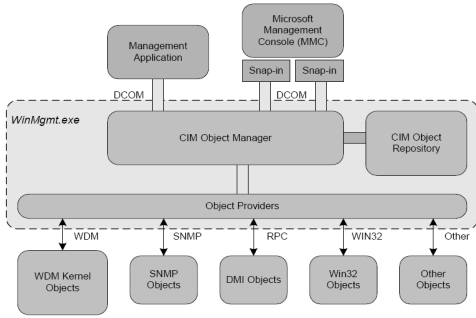 Microsoft
Management
Console (MMC)
Management
Application
Snap-in
Snap-in
DCOM
DCOM
WinMgmt.exe
CIM Object Manager
CIM Object
Repository
Object Providers
WDM
SNMP
RPC
WIN32
Other
WDM Kernel
Objects
SNMP
Objects
DMI Objects
Win32
Objects
Other
Objects